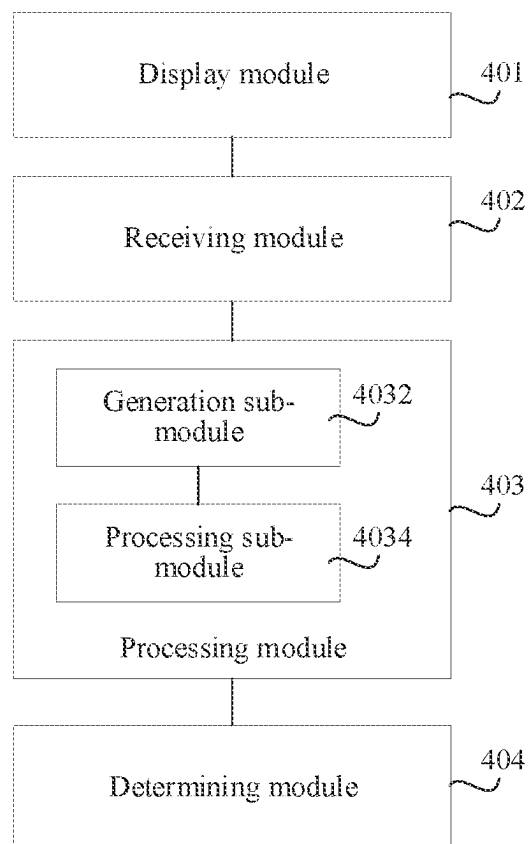 Display module
401
Receiving module
402
Generation sub-
module
4032
Processing sub-
module
4034
403
Processing module
Determining module
404